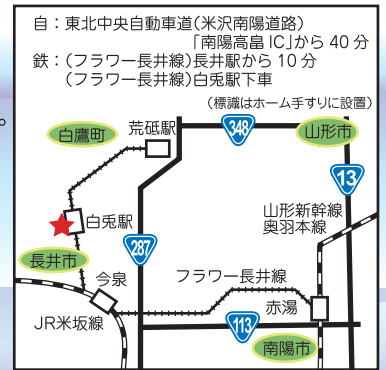 自：東北中央自動車道(米沢南陽道路)
「南陽高畠IC」から40分
鉄：(フラワー長井線)長井駅から10分
(フラワー長井線)白兎駅下車
(標識はホーム手すりに設置)
。
白鷹町
荒砥駅
348
山形市
13
白兎駅
山形新幹線
奥羽本線
287
長井市
今泉
フラワー長井線
赤湯
JR米坂線
113
南陽市